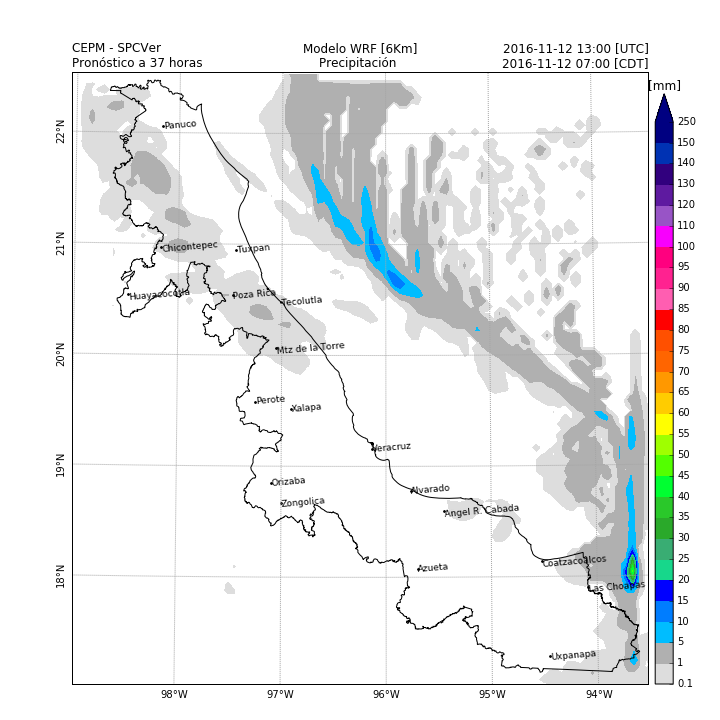 CEPM - SPCVer Modelo WRF [6Km] 2016-11-12 13:00 [UTC]
Pronóstico a 37 horas Precipitación 2016-11-12 07:00 [CDT]
[mm]
250
150
140
130
120
110
100
95
90
85
80
75
70
65
60
55
50
45
40
35
30
25
20
15
10
5
1
0.1
22°N
21°N
20°N
19°N
18°N
Panuco
Chicontepec
Tuxpan
Huayacocotla
Poza Rica
Tecolutla
Mtz de la Torre
Perote
Xalapa
Veracruz
Orizaba
Alvarado
Zongolica
Angel R. Cabada
Azueta
Coatzacoalcos
Las Choapas
Uxpanapa
98°W 97°W 96°W 95°W 94°W